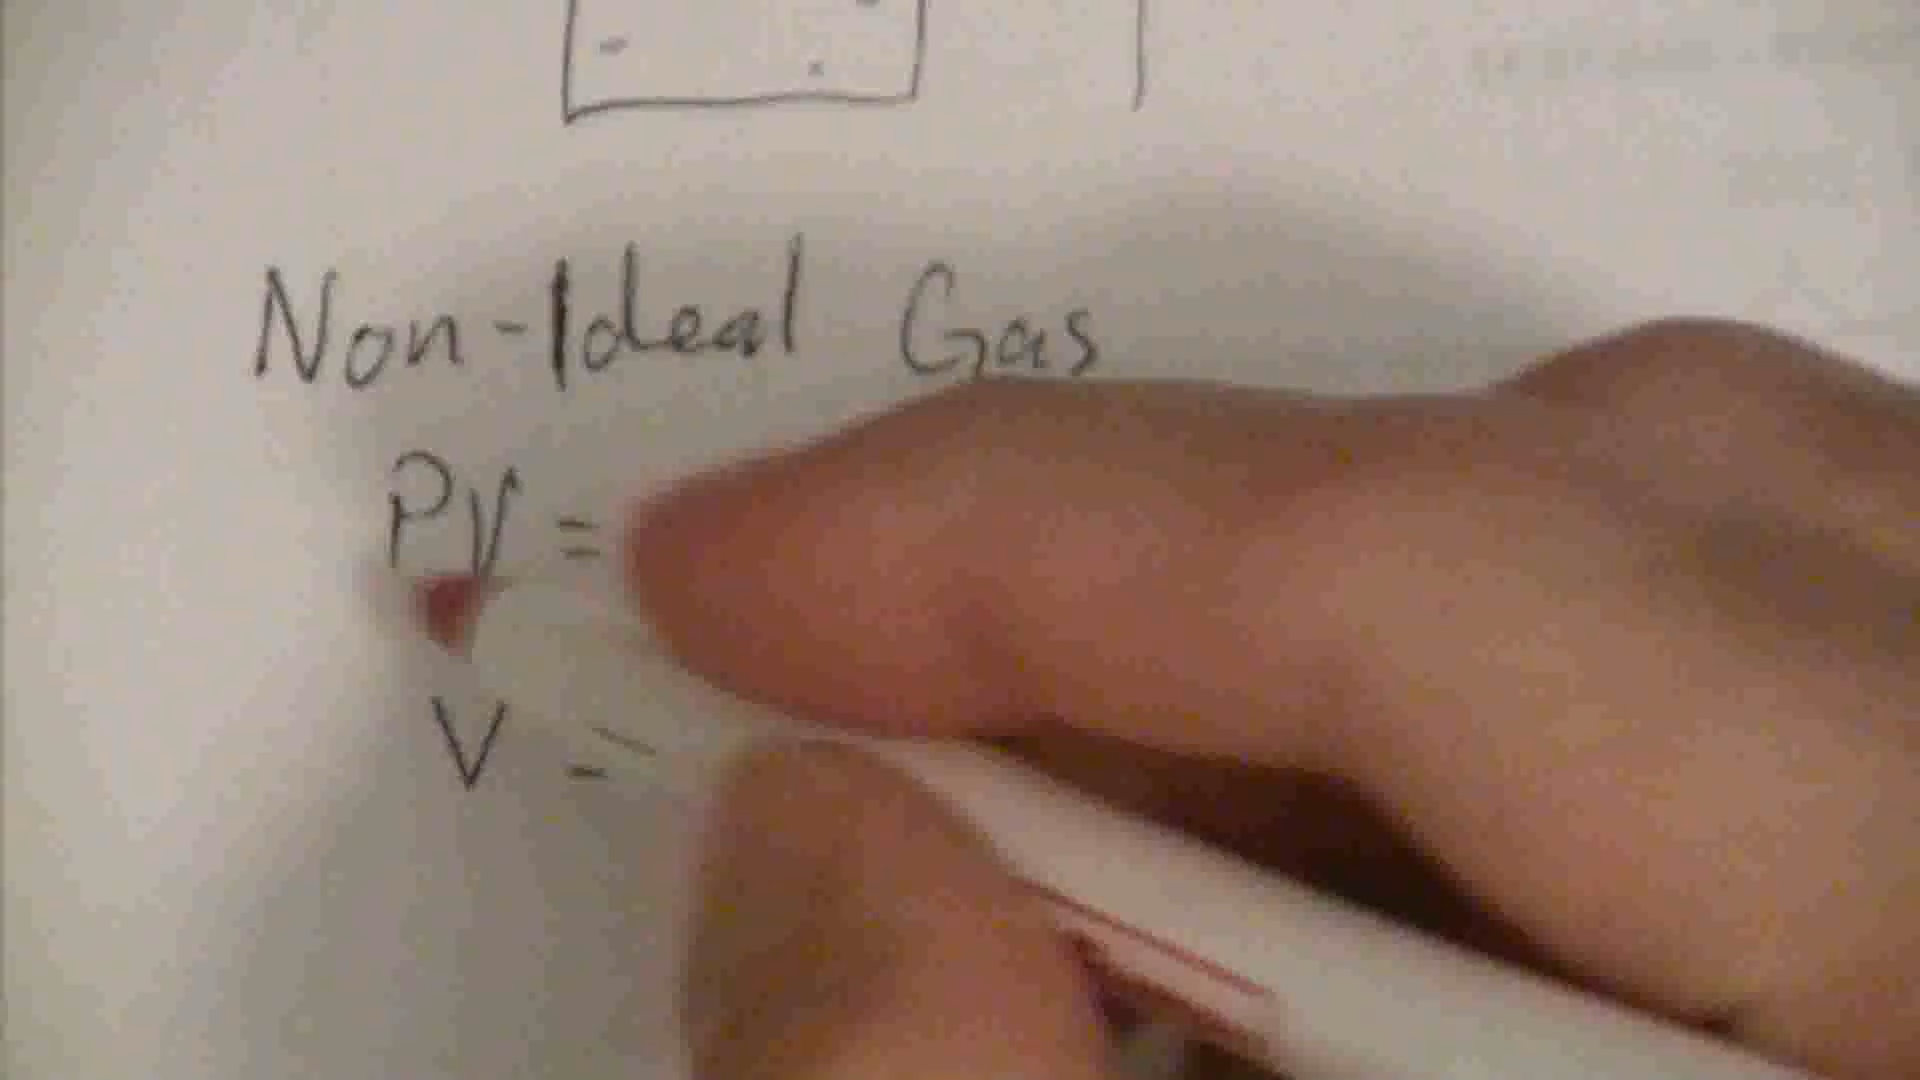 Non-Ideal Gas
PV =
V =